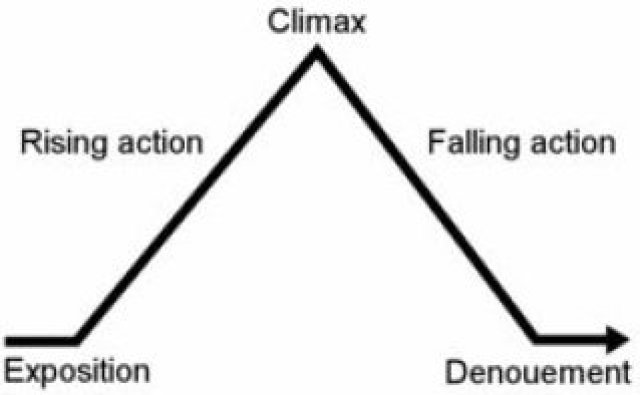 Climax
Rising action
Falling action
Exposition
Denouement